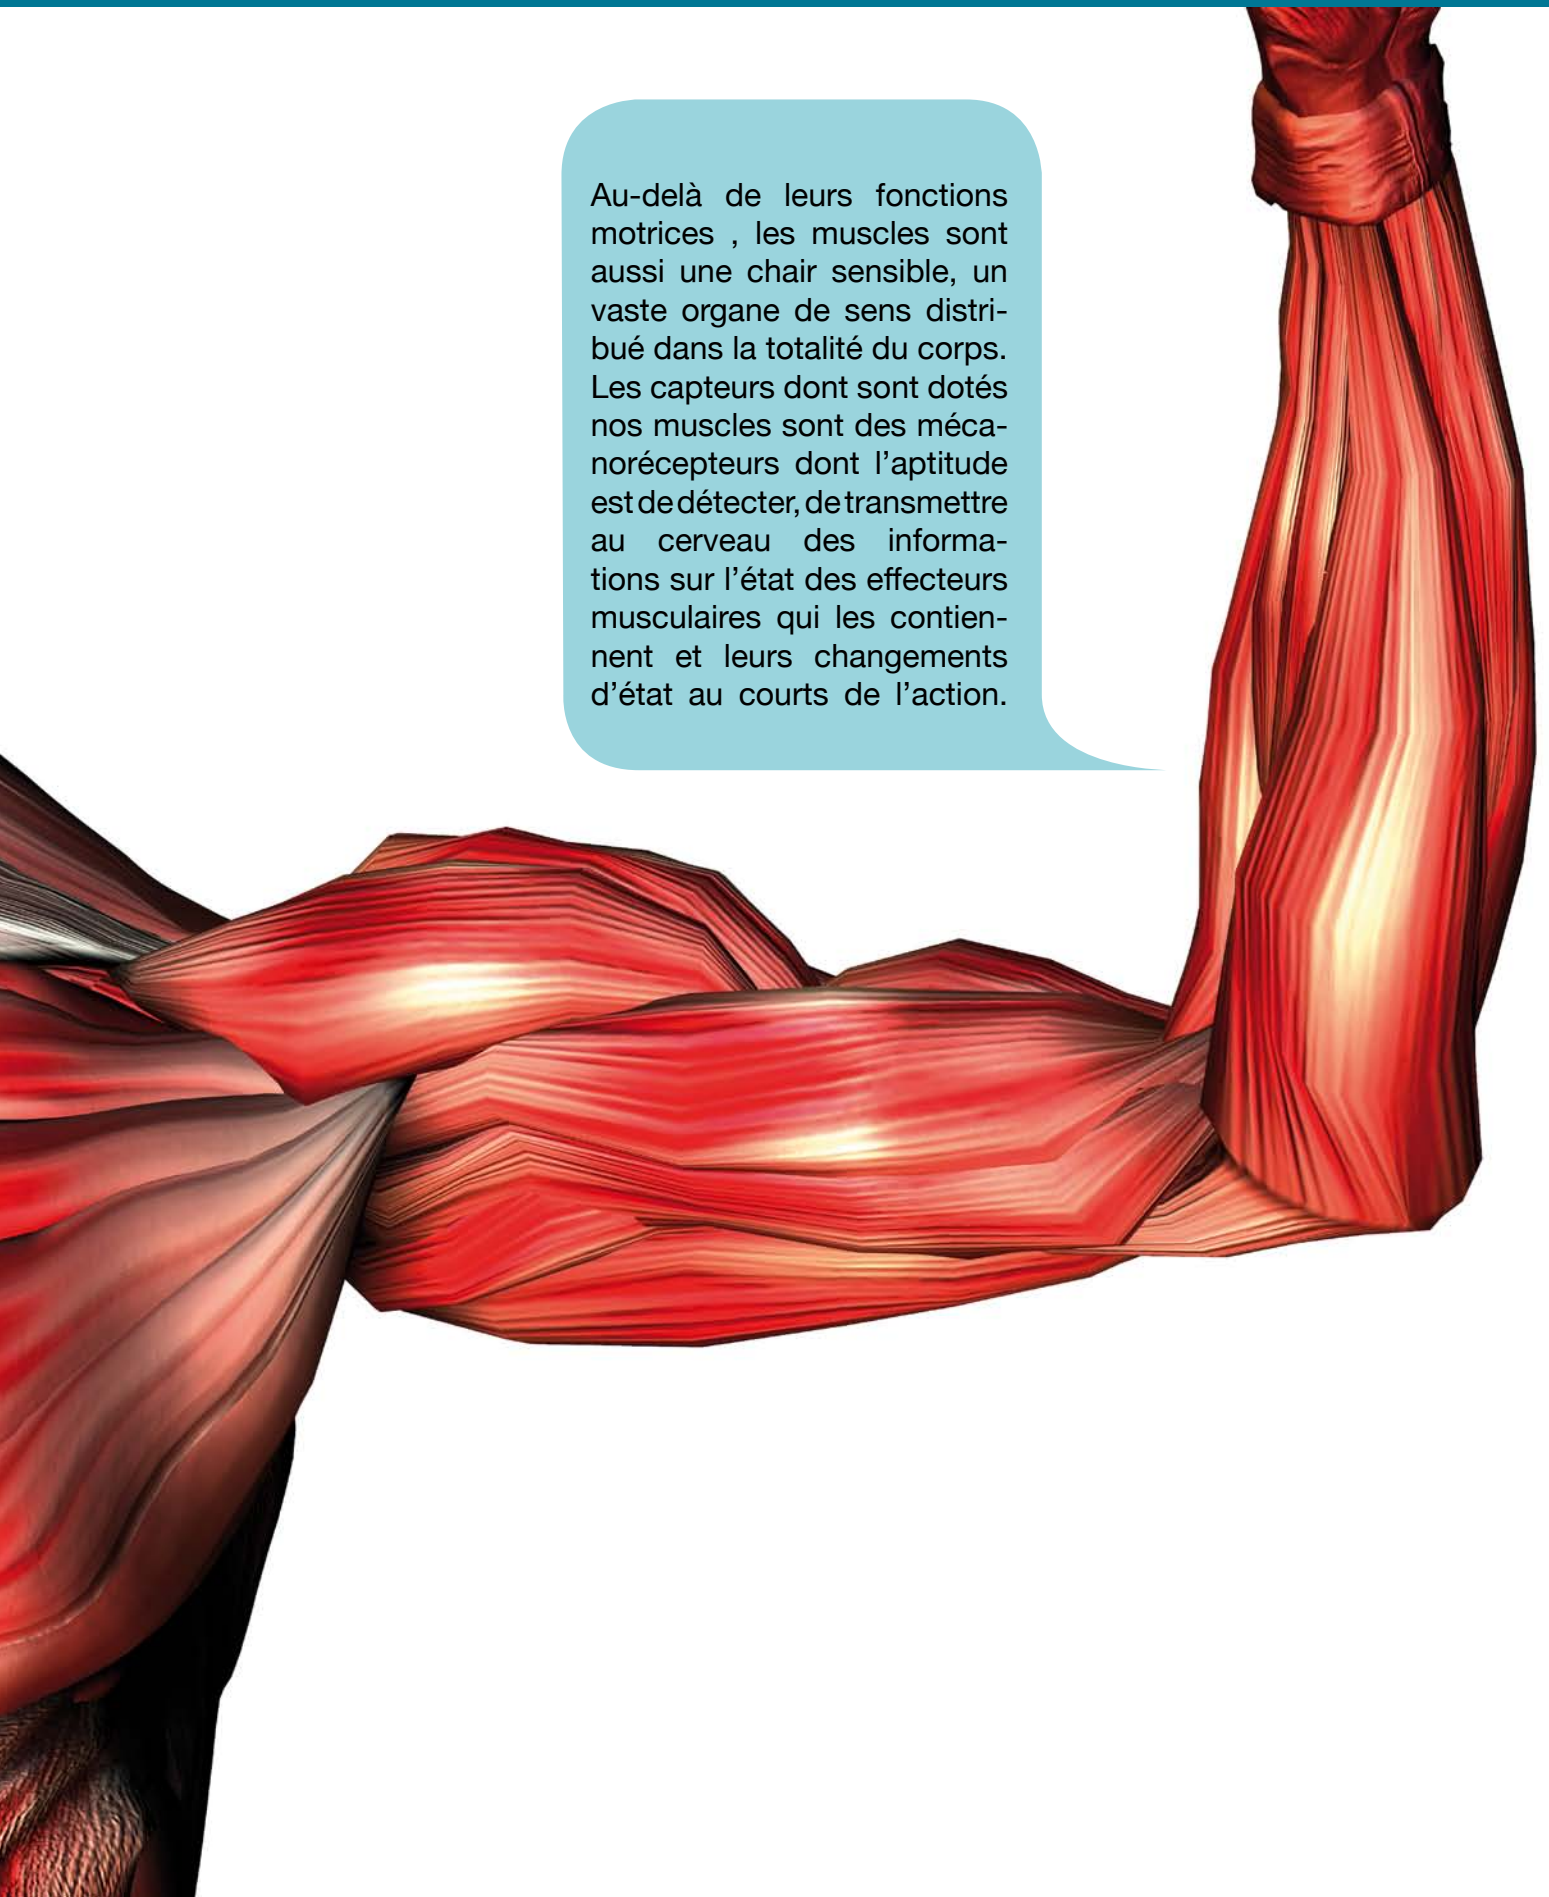 Au-delà de leurs fonctions
motrices , les muscles sont
aussi une chair sensible, un
vaste organe de sens distri-
bué dans la totalité du corps.
Les capteurs dont sont dotés
nos muscles sont des méca-
norécepteurs dont l’aptitude
est de détecter, de transmettre
au cerveau des informa-
tions sur l’état des effecteurs
musculaires qui les contien-
nent et leurs changements
d’état au courts de l’action.